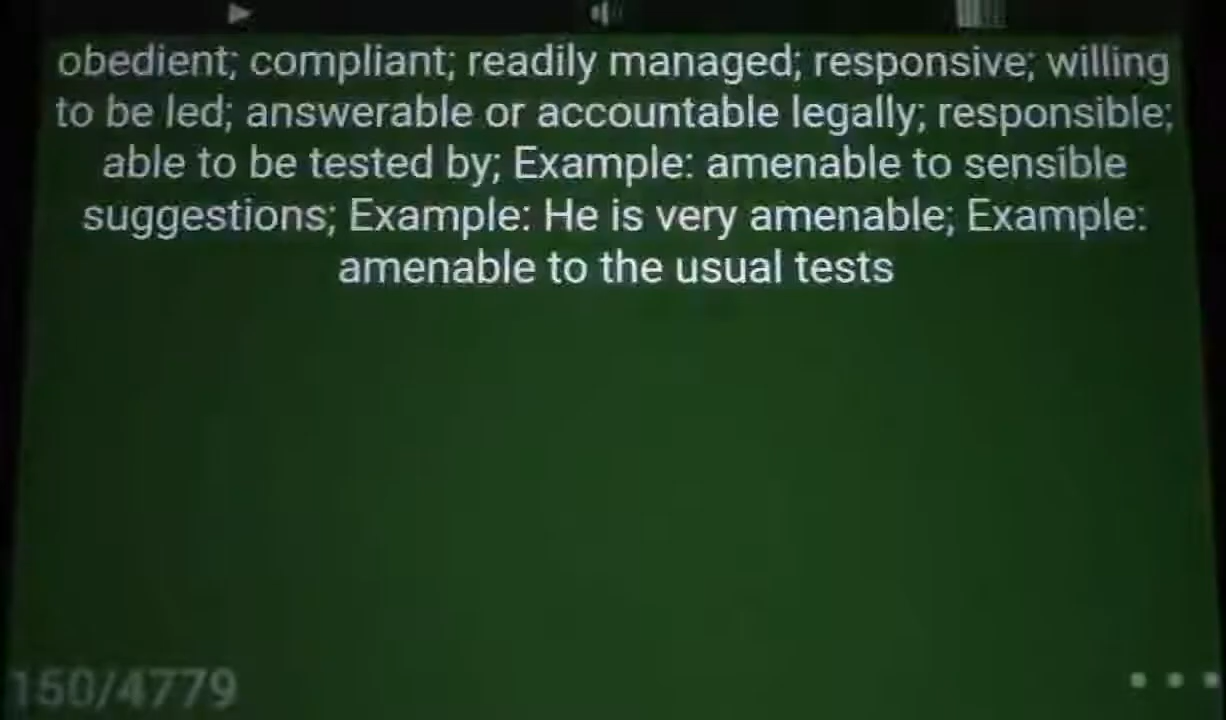 obedient; compliant; readily managed; responsive; willing
to be led; answerable or accountable legally; responsible;
able to be tested by; Example: amenable to sensible
suggestions; Example: He is very amenable; Example:
amenable to the usual tests
150/4779